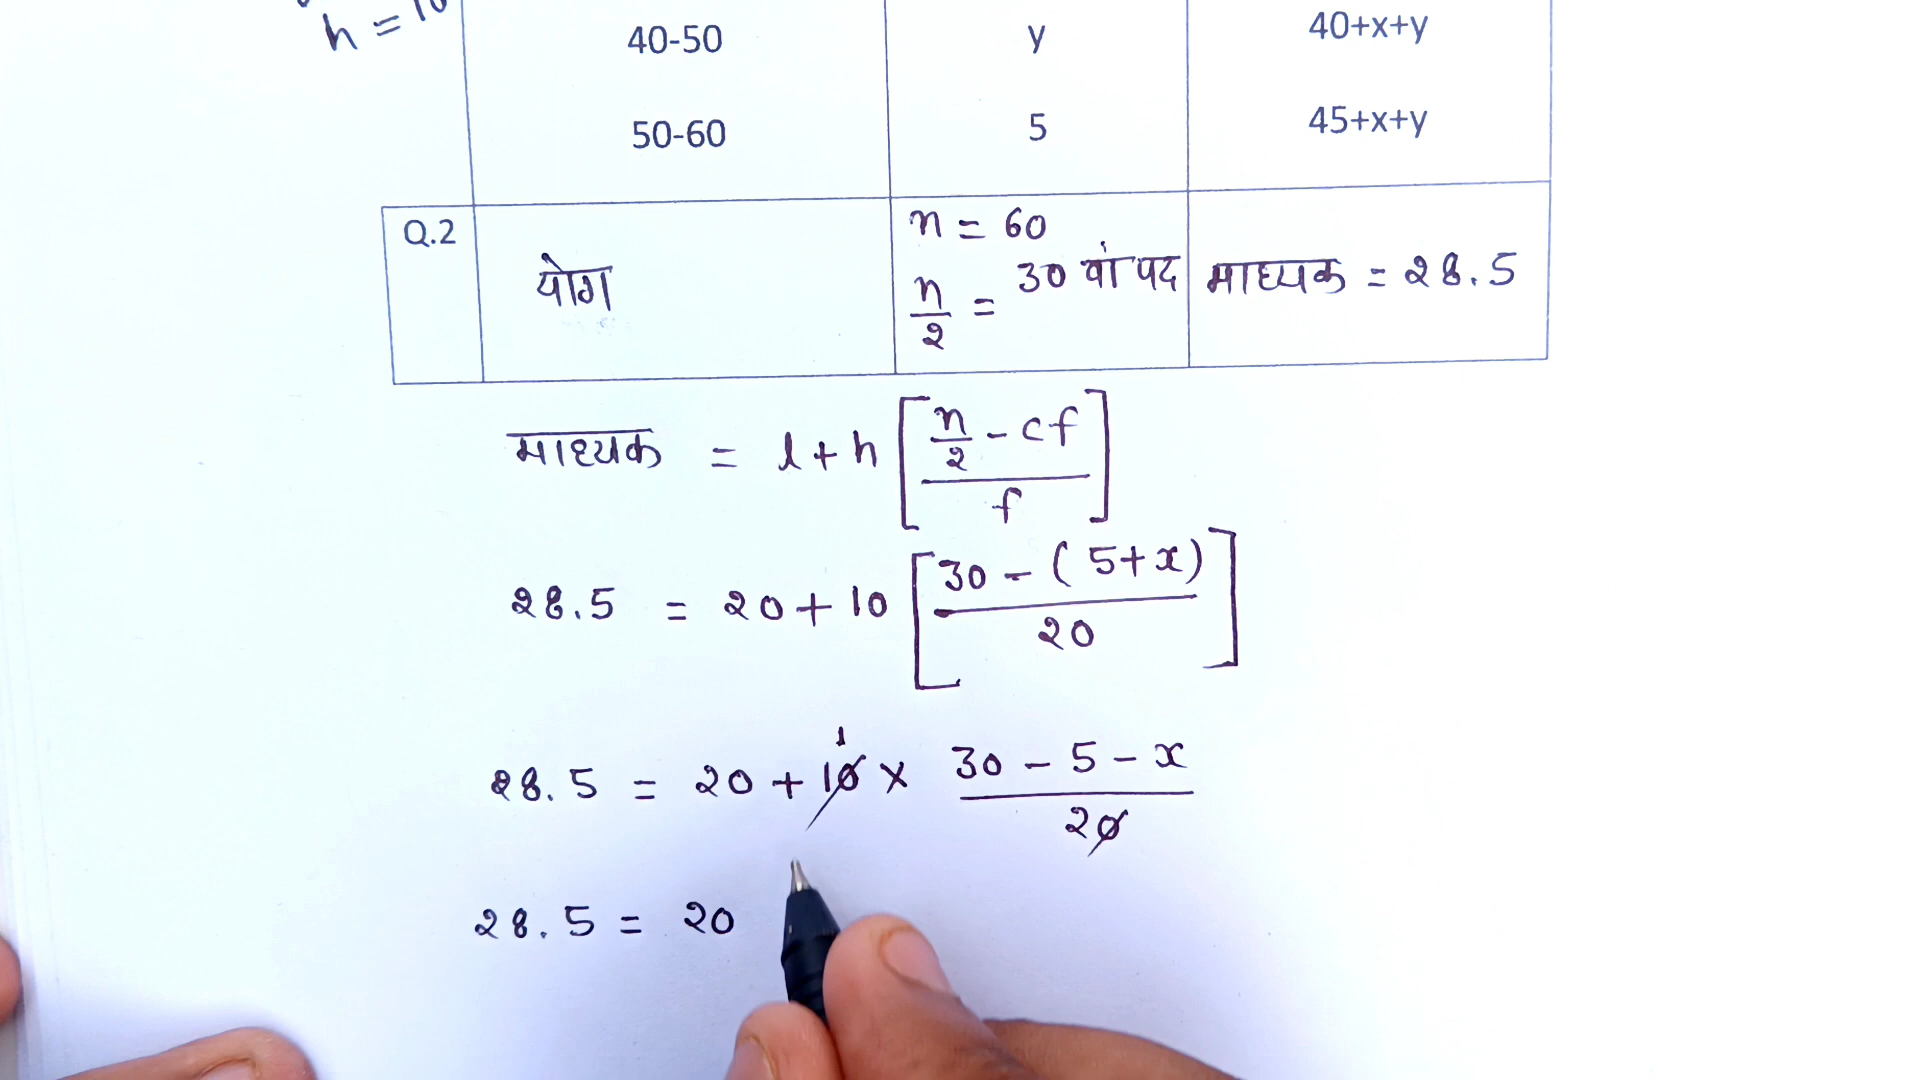 h = 10
40-50 y 40+x+y
50-60 5 45+x+y
Q.2 योग n = 60
n/2 = 30 वां पद माध्यक = 28.5
माध्यक = l + h [ (n/2 - cf) / f ]
28.5 = 20 + 10 [ (30 - (5+x)) / 20 ]
28.5 = 20 + 10 1 × (30 - 5 - x) / 20
28.5 = 20